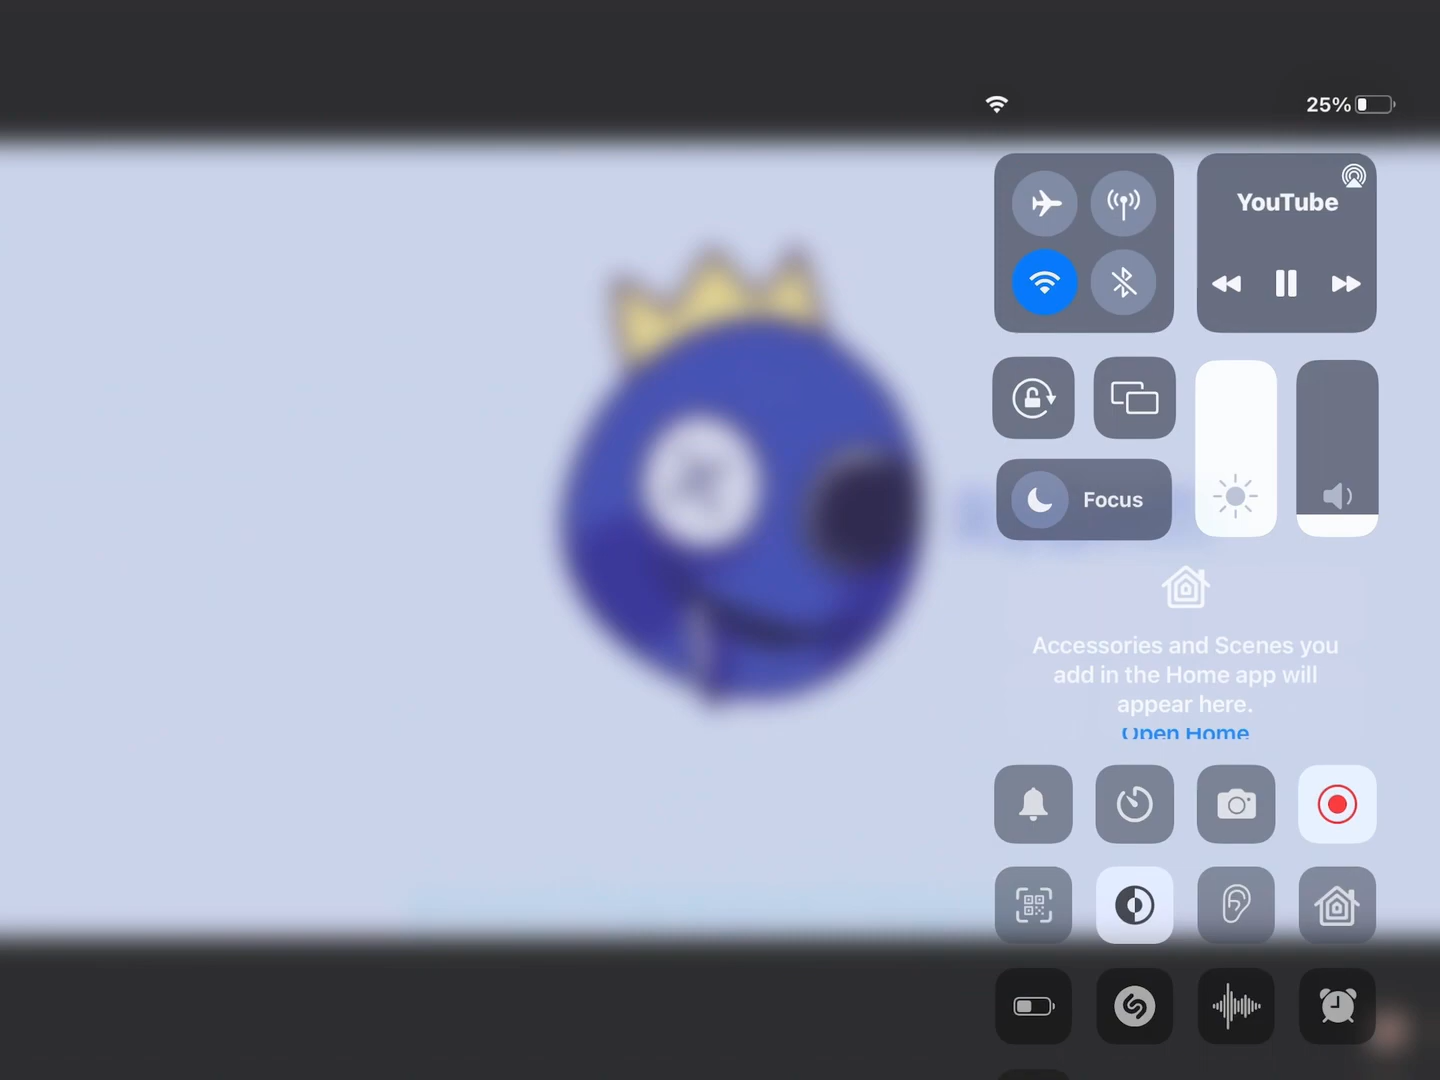 25%
YouTube
Focus
Accessories and Scenes you
add in the Home app will
appear here.
Open Home